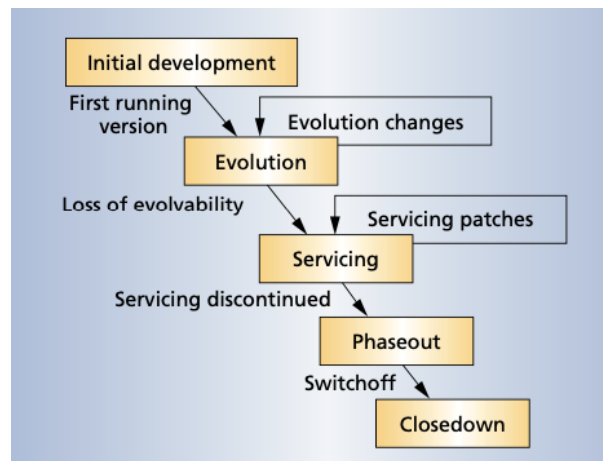 Initial development
First running
version
Evolution changes
Evolution
Loss of evolvability
Servicing patches
Servicing
Servicing discontinued
Phaseout
Switchoff
Closedown